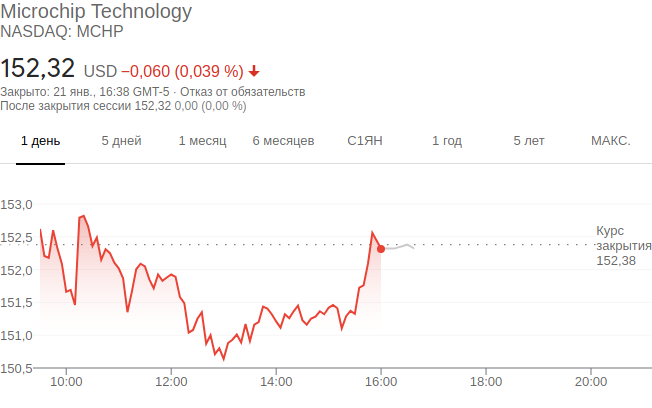 Microchip Technology
NASDAQ: MCHP
152,32 USD −0,060 (0,039 %)
Закрыто: 21 янв., 16:38 GMT-5 · Отказ от обязательств
После закрытия сессии 152,32 0,00 (0,00 %)
1 день 5 дней 1 месяц 6 месяцев С1ЯН 1 год 5 лет МАКС.
153,0
152,5
152,0
151,5
151,0
150,5
Курс
закрытия
152,38
10:00 12:00 14:00 16:00 18:00 20:00